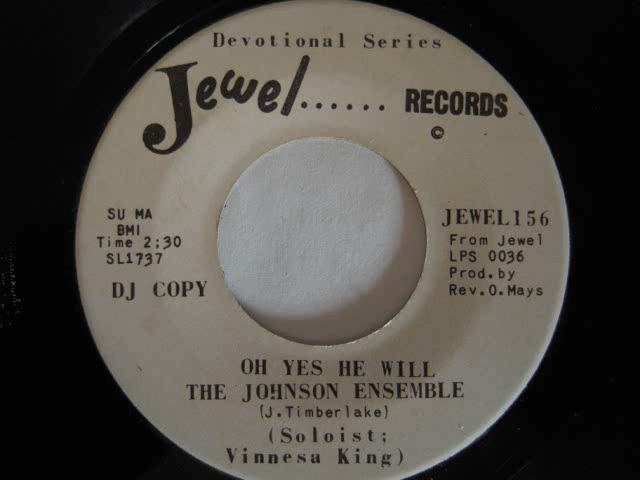 Devotional Series
Jewel...... RECORDS
©
SU MA
BMI
Time 2;30
SL1737
DJ COPY
JEWEL156
From Jewel
LPS 0036
Prod.by
Rev.O.Mays
OH YES HE WILL
THE JOHNSON ENSEMBLE
(J.Timberlake)
(Soloist;
Vinnesa King)